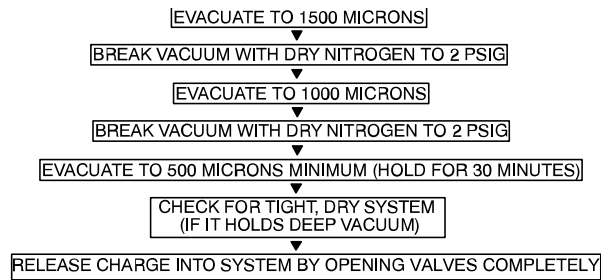 EVACUATE TO 1500 MICRONS
BREAK VACUUM WITH DRY NITROGEN TO 2 PSIG
EVACUATE TO 1000 MICRONS
BREAK VACUUM WITH DRY NITROGEN TO 2 PSIG
EVACUATE TO 500 MICRONS MINIMUM (HOLD FOR 30 MINUTES)
CHECK FOR TIGHT, DRY SYSTEM
(IF IT HOLDS DEEP VACUUM)
RELEASE CHARGE INTO SYSTEM BY OPENING VALVES COMPLETELY